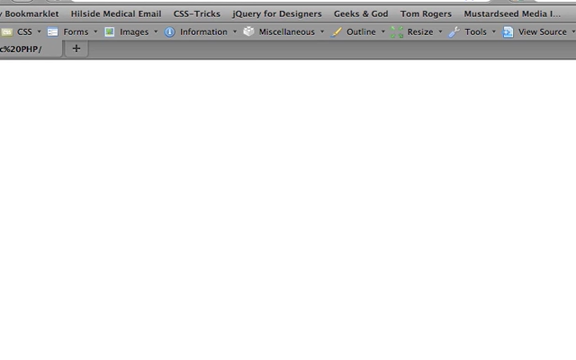 y Bookmarklet Hilside Medical Email CSS-Tricks jQuery for Designers Geeks & God Tom Rogers Mustardseed Media I...
CSS Forms Images Information Miscellaneous Outline Resize Tools View Source
c%20PHP/ +